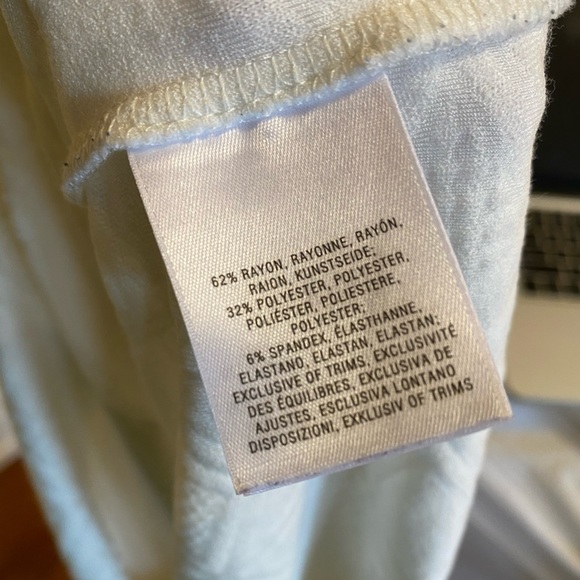 62% RAYON, RAYONNE, RAYÓN,
RAION, KUNSTSEIDE;
32% POLYESTER, POLYESTER,
POLIÉSTER, POLIESTERE,
POLYESTER;
6% SPANDEX, ÉLASTHANNE,
ELASTANO, ELASTAN, ELASTAN;
EXCLUSIVE OF TRIMS, EXCLUSIVITÉ
DES ÉQUILIBRES, EXCLUSIVA DE
AJUSTES, ESCLUSIVA LONTANO
DISPOSIZIONI, EXKLUSIV OF TRIMS